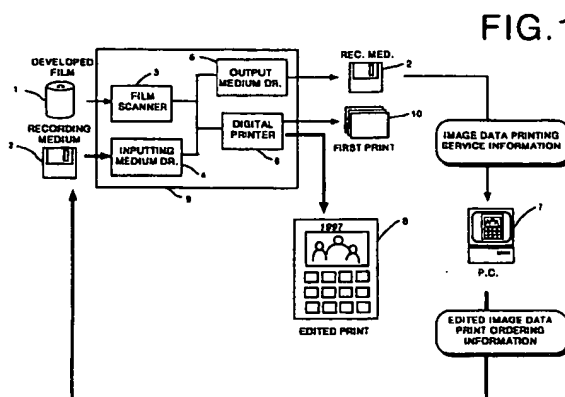 FIG.1
DEVELOPED
FILM
1
RECORDING
MEDIUM
2
3
FILM
SCANNER
INPUTTING
MEDIUM DR.
4
OUTPUT
MEDIUM DR.
DIGITAL
PRINTER
9
REC. MED.
2
10
FIRST PRINT
1997
8
EDITED PRINT
IMAGE DATA PRINTING
SERVICE INFORMATION
7
P.C.
EDITED IMAGE DATA
PRINT ORDERING
INFORMATION